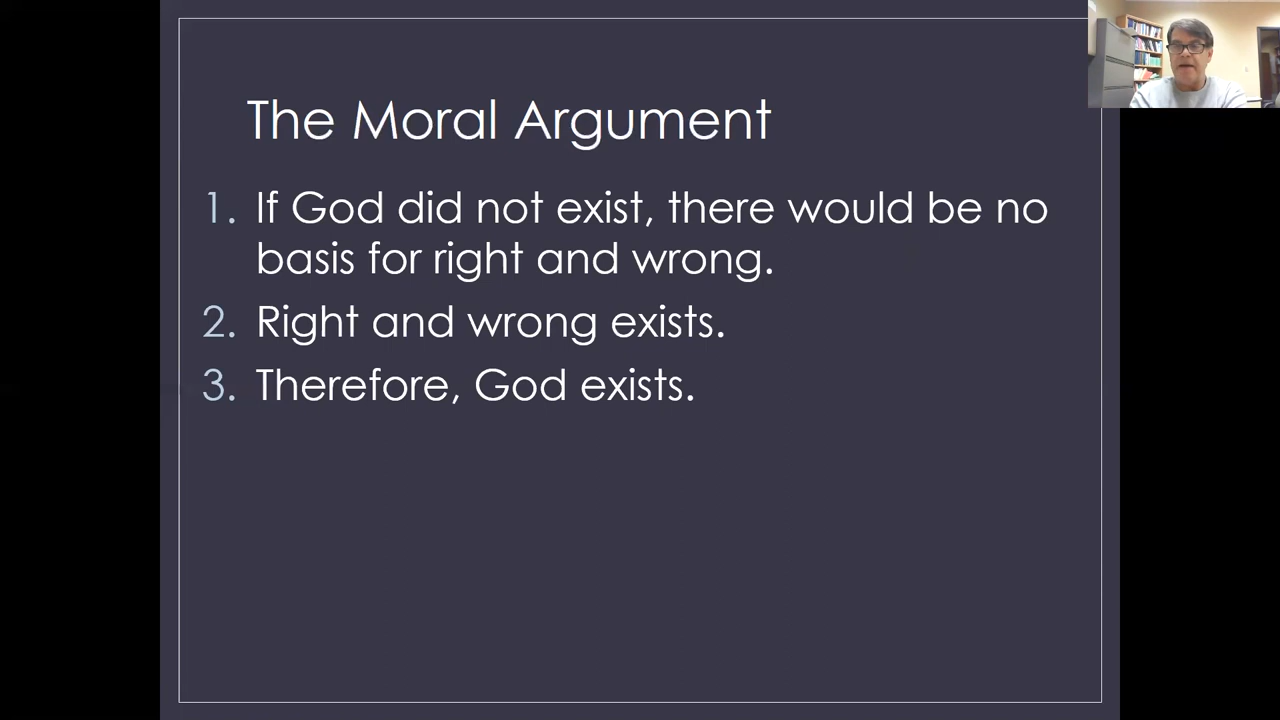 The Moral Argument
1. If God did not exist, there would be no
basis for right and wrong.
2. Right and wrong exists.
3. Therefore, God exists.